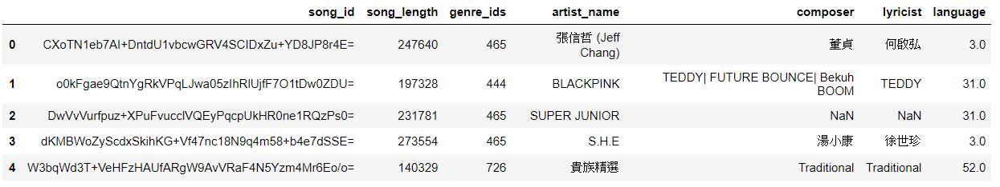 song_id song_length genre_ids artist_name composer lyricist language
0 CXoTN1eb7AI+DntdU1vbcwGRV4SCIDxZu+YD8JP8r4E= 247640 465 張信哲 (Jeff Chang) 董貞 何啟弘 3.0
1 o0kFgae9QtnYgRkVPqLJwa05zIhRlUjfF7O1tDw0ZDU= 197328 444 BLACKPINK TEDDY| FUTURE BOUNCE| Bekuh BOOM TEDDY 31.0
2 DwVvVurfpuz+XPuFvucclVQEyPqcpUkHR0ne1RQzPs0= 231781 465 SUPER JUNIOR NaN NaN 31.0
3 dKMBWoZyScdxSkihKG+Vf47nc18N9q4m58+b4e7dSSE= 273554 465 S.H.E 湯小康 徐世珍 3.0
4 W3bqWd3T+VeHFzHAUfARgW9AvVRaF4N5Yzm4Mr6Eo/o= 140329 726 貴族精選 Traditional Traditional 52.0